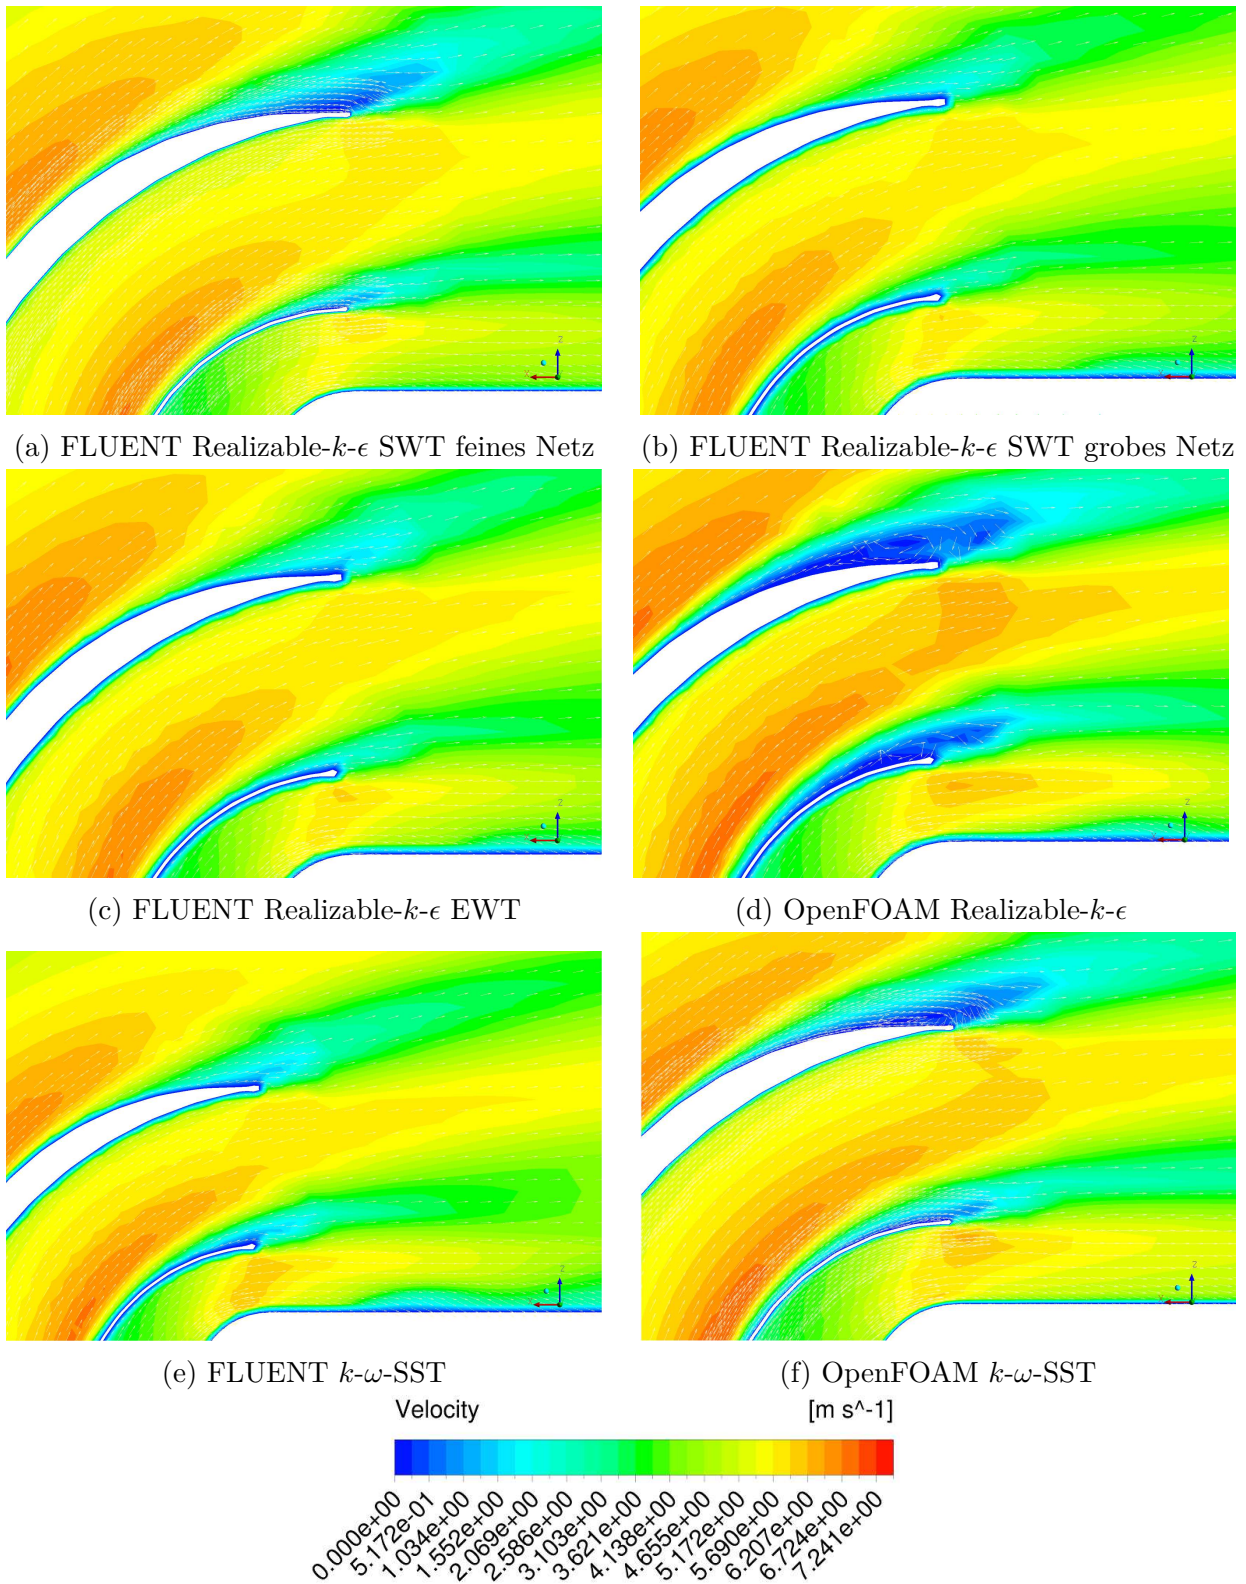 (a) FLUENT Realizable-k-ϵ SWT feines Netz
(b) FLUENT Realizable-k-ϵ SWT grobes Netz
(c) FLUENT Realizable-k-ϵ EWT
(d) OpenFOAM Realizable-k-ϵ
(e) FLUENT k-ω-SST
(f) OpenFOAM k-ω-SST
Velocity [m s^-1]
0.000e+00
5.172e-01
1.034e+00
1.552e+00
2.069e+00
2.586e+00
3.103e+00
3.621e+00
4.138e+00
4.655e+00
5.172e+00
5.690e+00
6.207e+00
6.724e+00
7.241e+00